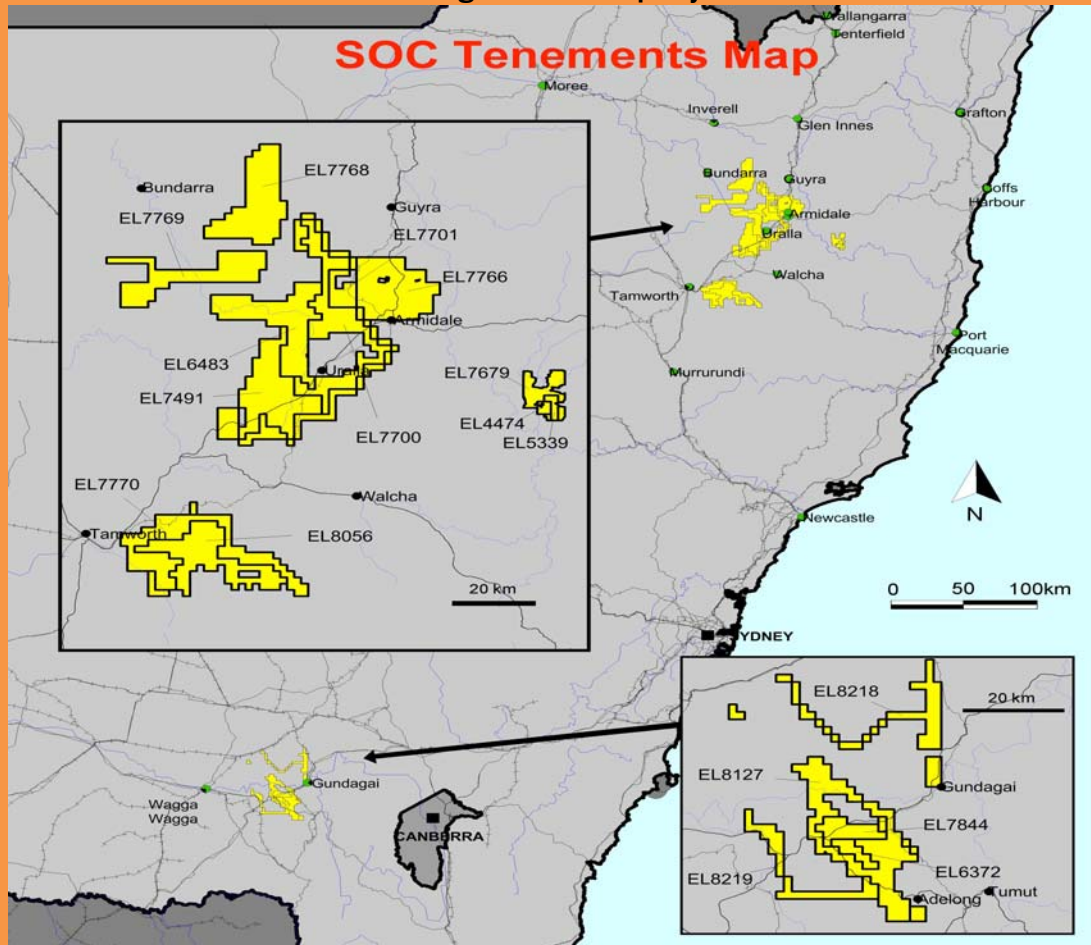 SOC Tenements Map
Wallangarra
Tenterfield
Moree
Inverell
Glen Innes
Grafton
Bundarra
Guyra
Coffs
Harbour
Armidale
Uralla
Walcha
Tamworth
Port
Macquarie
Murrurundi
Newcastle
N
0 50 100km
SYDNEY
Gundagai
Wagga
Wagga
CANBERRA
EL7768
Bundarra
EL7769
Guyra
EL7701
EL7766
Armidale
EL6483
Uralla
EL7491
EL7679
EL4474
EL5339
EL7700
EL7770
Walcha
Tamworth
EL8056
20 km
EL8218
20 km
EL8127
Gundagai
EL7844
EL8219
EL6372
Tumut
Adelong